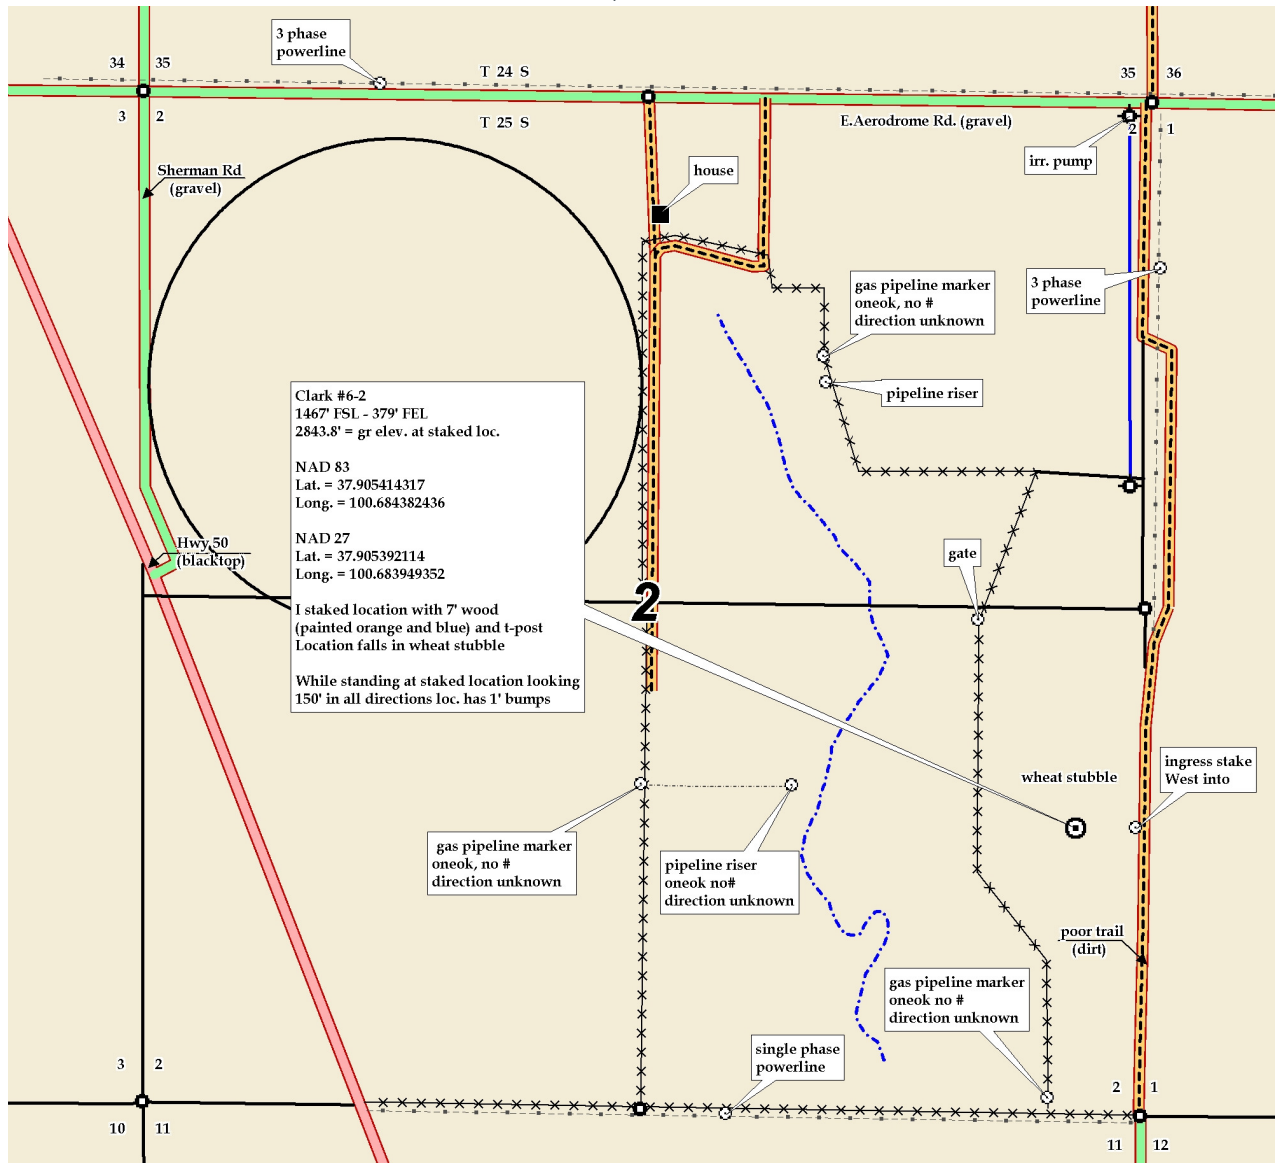 3 phase
powerline
34
35
T 24 S
35
36
3
2
T 25 S
E.Aerodrome Rd. (gravel)
2
1
irr. pump
Sherman Rd
(gravel)
house
gas pipeline marker
oneok, no #
direction unknown
3 phase
powerline
pipeline riser
Clark #6-2
1467' FSL - 379' FEL
2843.8' = gr elev. at staked loc.
NAD 83
Lat. = 37.905414317
Long. = 100.684382436
NAD 27
Lat. = 37.905392114
Long. = 100.683949352
I staked location with 7' wood
(painted orange and blue) and t-post
Location falls in wheat stubble
While standing at staked location looking
150' in all directions loc. has 1' bumps
Hwy 50
(blacktop)
gate
2
wheat stubble
ingress stake
West into
gas pipeline marker
oneok, no #
direction unknown
pipeline riser
oneok no#
direction unknown
poor trail
(dirt)
gas pipeline marker
oneok no #
direction unknown
single phase
powerline
3
2
2
1
10
11
11
12